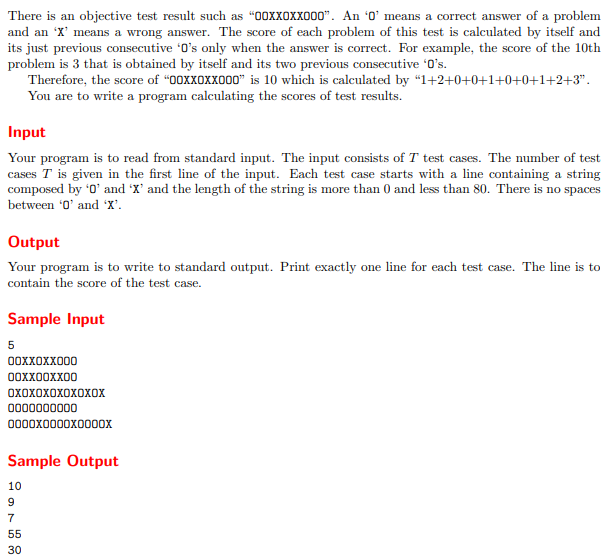 There is an objective test result such as “OOXXOXXOOO”. An ‘O’ means a correct answer of a problem
and an ‘X’ means a wrong answer. The score of each problem of this test is calculated by itself and
its just previous consecutive ‘O’s only when the answer is correct. For example, the score of the 10th
problem is 3 that is obtained by itself and its two previous consecutive ‘O’s.
Therefore, the score of “OOXXOXXOOO” is 10 which is calculated by “1+2+0+0+1+0+0+1+2+3”.
You are to write a program calculating the scores of test results.
Input
Your program is to read from standard input. The input consists of T test cases. The number of test
cases T is given in the first line of the input. Each test case starts with a line containing a string
composed by ‘O’ and ‘X’ and the length of the string is more than 0 and less than 80. There is no spaces
between ‘O’ and ‘X’.
Output
Your program is to write to standard output. Print exactly one line for each test case. The line is to
contain the score of the test case.
Sample Input
5
OOXXOXXOOO
OOXXOOXXOO
OXOXOXOXOXOXOX
OOOOOOOOOO
OOOOXOOOOXOOOOX
Sample Output
10
9
7
55
30